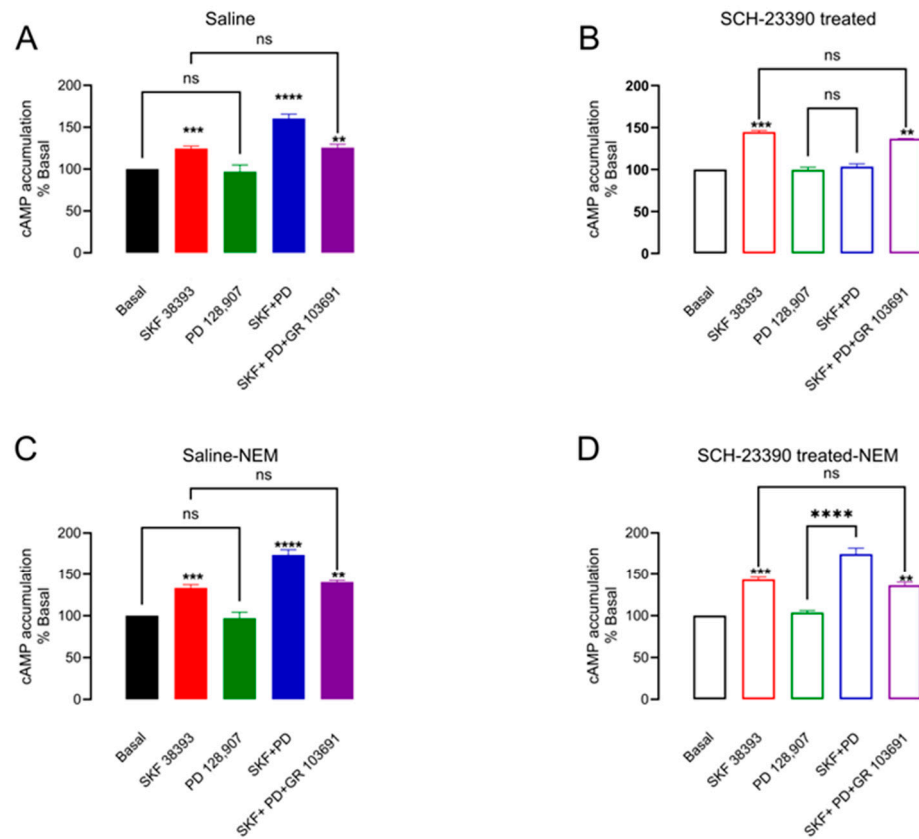 A
Saline
ns
ns
cAMP accumulation
% Basal
200
150
100
50
0
***
****
**
Basal
SKF 38393
PD 128,907
SKF+PD
SKF+ PD+GR 103691
B
SCH-23390 treated
ns
ns
cAMP accumulation
% Basal
200
150
100
50
0
***
**
Basal
SKF 38393
PD 128,907
SKF+PD
SKF+ PD+GR 103691
C
Saline-NEM
ns
ns
cAMP accumulation
% Basal
200
150
100
50
0
***
****
**
Basal
SKF 38393
PD 128,907
SKF+PD
SKF+ PD+GR 103691
D
SCH-23390 treated-NEM
ns
****
cAMP accumulation
% Basal
200
150
100
50
0
***
**
Basal
SKF 38393
PD 128,907
SKF+PD
SKF+ PD+GR 103691